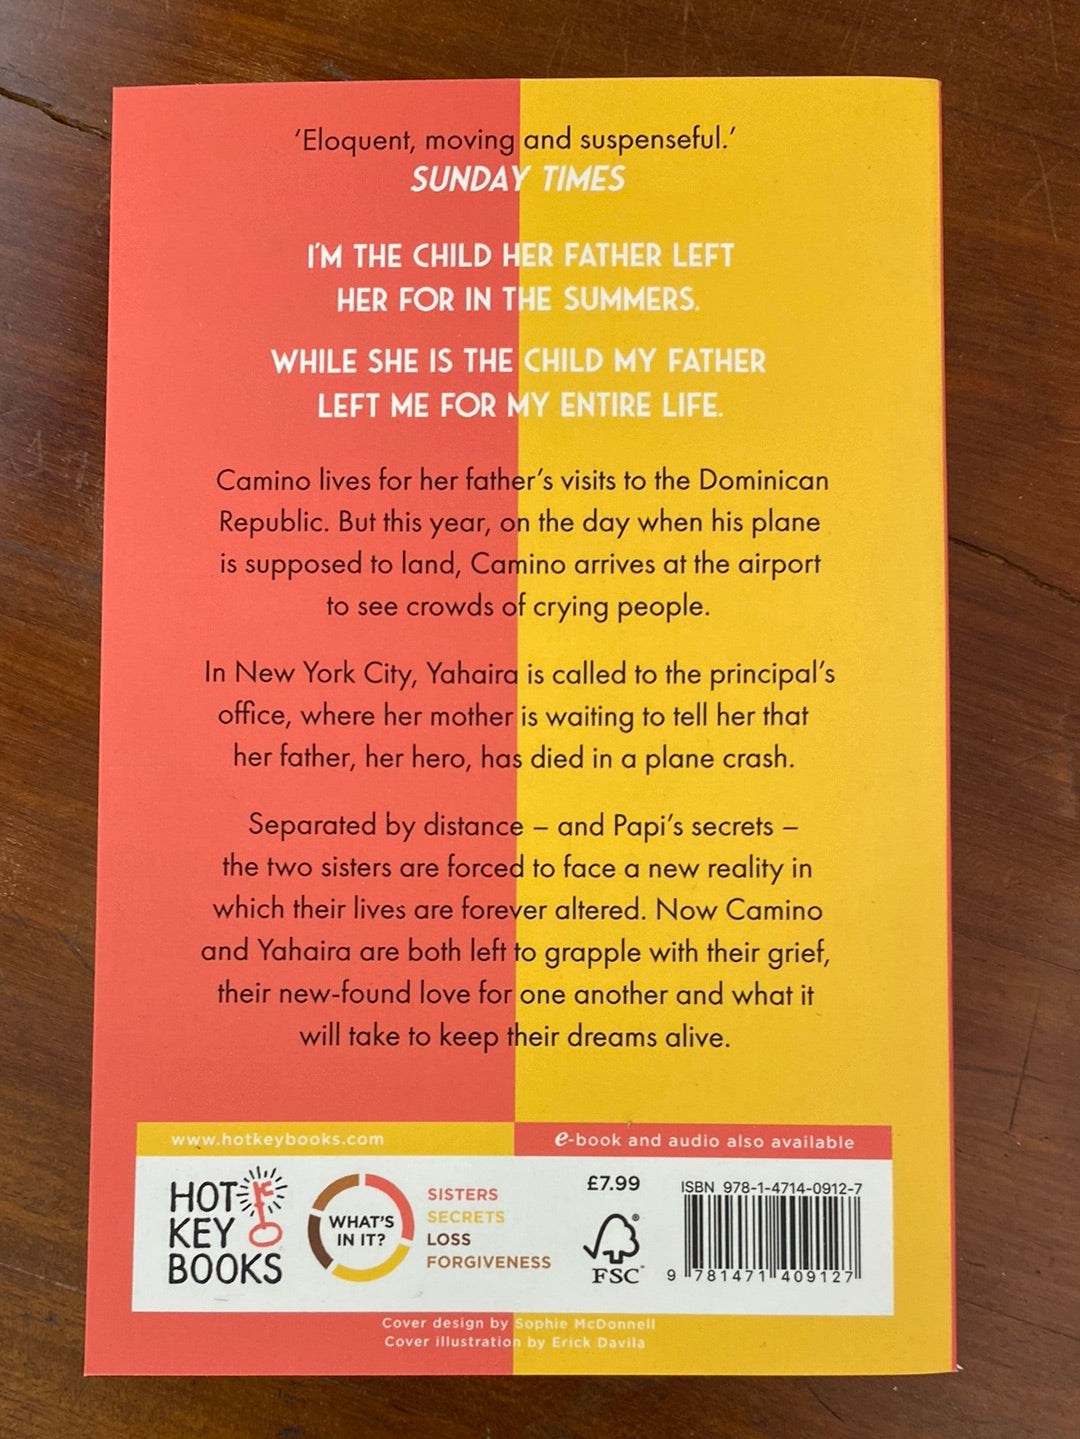 ‘Eloquent, moving and suspenseful.’
SUNDAY TIMES
I'M THE CHILD HER FATHER LEFT
HER FOR IN THE SUMMERS.
WHILE SHE IS THE CHILD MY FATHER
LEFT ME FOR MY ENTIRE LIFE.
Camino lives for her father’s visits to the Dominican
Republic. But this year, on the day when his plane
is supposed to land, Camino arrives at the airport
to see crowds of crying people.
In New York City, Yahaira is called to the principal’s
office, where her mother is waiting to tell her that
her father, her hero, has died in a plane crash.
Separated by distance – and Papi’s secrets –
the two sisters are forced to face a new reality in
which their lives are forever altered. Now Camino
and Yahaira are both left to grapple with their grief,
their new-found love for one another and what it
will take to keep their dreams alive.
www.hotkeybooks.com
e-book and audio also available
HOT
KEY
BOOKS
WHAT'S
IN IT?
SISTERS
SECRETS
LOSS
FORGIVENESS
£7.99
FSC
ISBN 978-1-4714-0912-7
9 781471 409127
Cover design by Sophie McDonnell
Cover illustration by Erick Davila